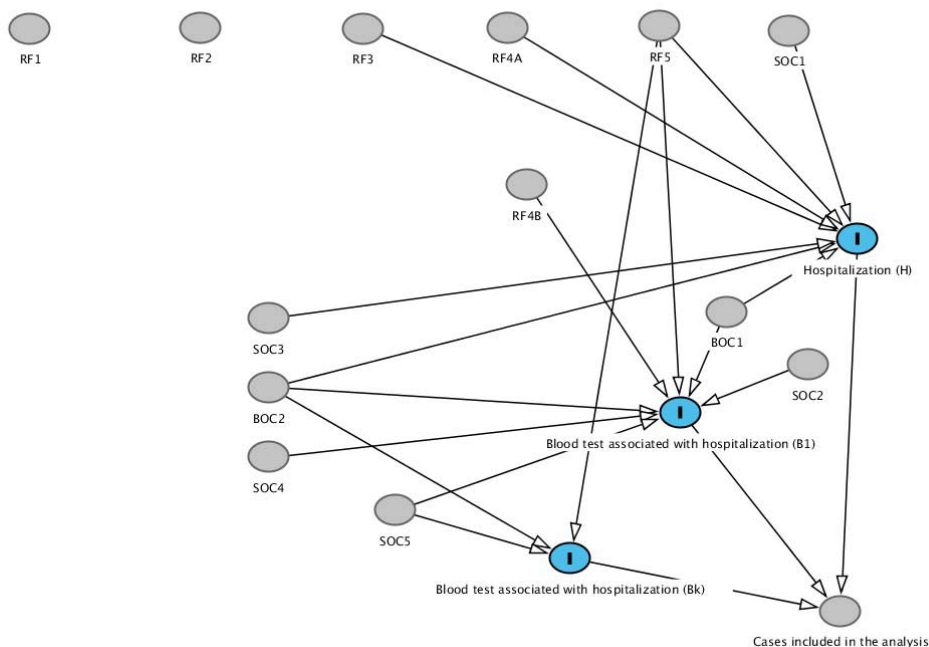 RF1
RF2
RF3
RF4A
RF5
SOC1
RF4B
I
Hospitalization (H)
SOC3
BOC1
BOC2
SOC2
I
Blood test associated with hospitalization (B1)
SOC4
SOC5
I
Blood test associated with hospitalization (Bk)
Cases included in the analysis